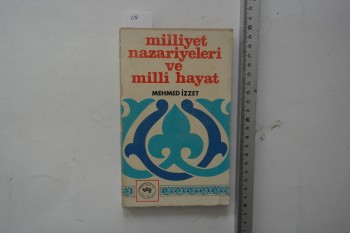 milliyet
nazariyeleri
ve
milli hayat
MEHMED İZZET